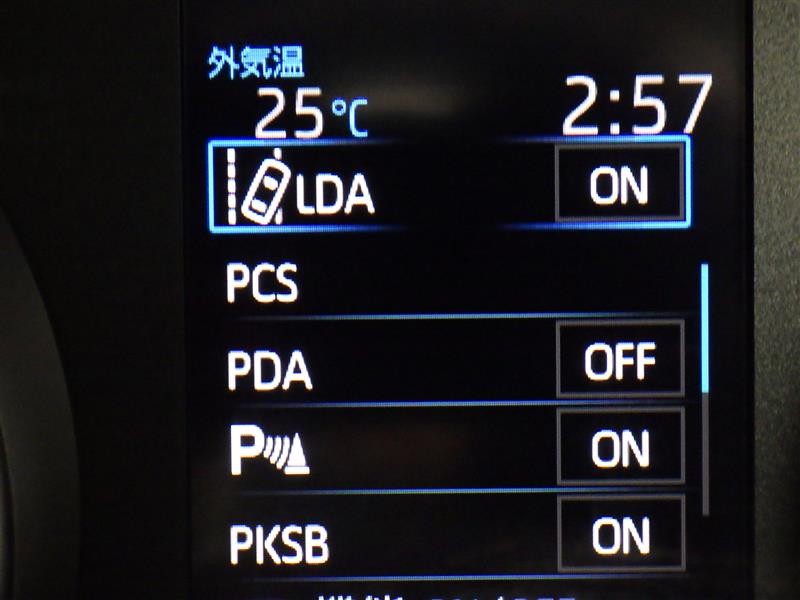 外気温
25℃
2:57
LDA ON
PCS
PDA OFF
P ON
PKSB ON